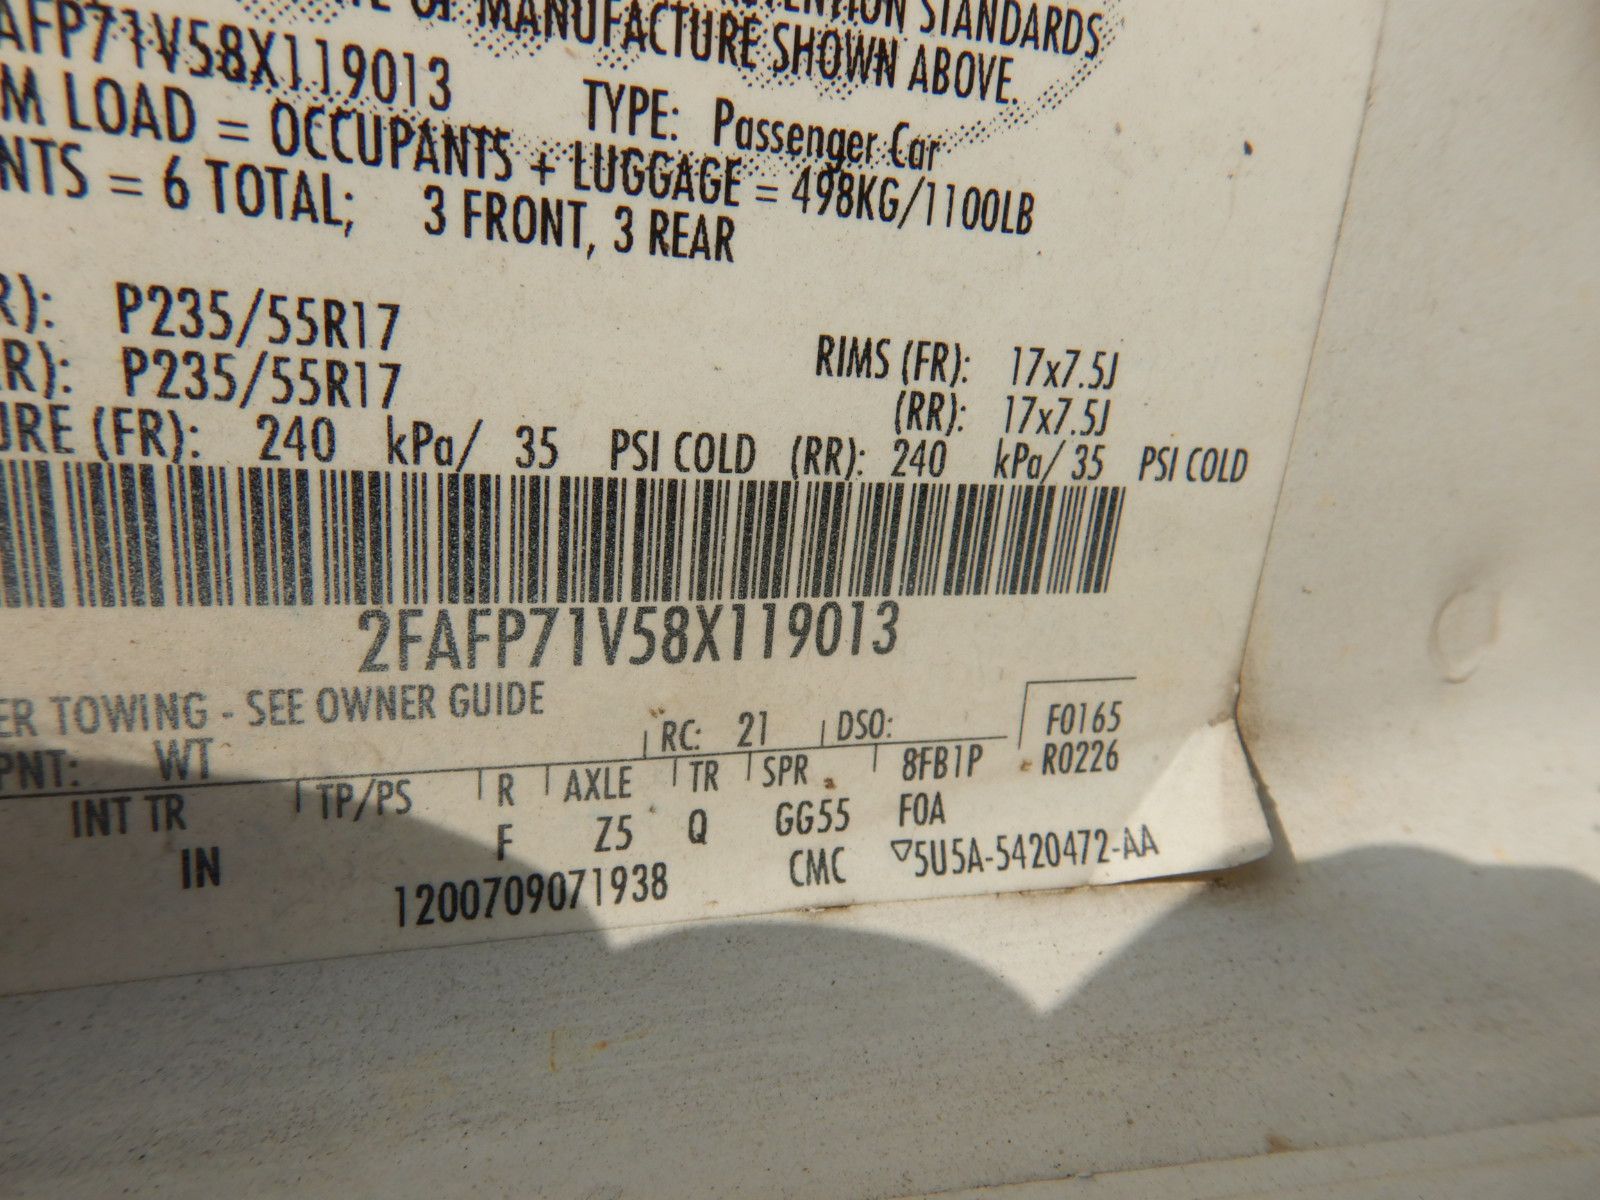 OF MANUFACTURE SHOWN ABOVE.
STANDARDS
AFP71V58X119013
TYPE: Passenger Car
M LOAD = OCCUPANTS + LUGGAGE = 498KG/1100LB
NTS = 6 TOTAL; 3 FRONT, 3 REAR
R): P235/55R17
RIMS (FR): 17x7.5J
R): P235/55R17
(RR): 17x7.5J
URE (FR): 240 kPa/ 35 PSI COLD (RR): 240 kPa/ 35 PSI COLD
2FAFP71V58X119013
ER TOWING - SEE OWNER GUIDE
PNT: WT RC: 21 DSO: F0165
INT TR TP/PS R AXLE TR SPR 8FB1P R0226
IN F Z5 Q GG55 FOA
1200709071938 CMC ▽5U5A-5420472-AA